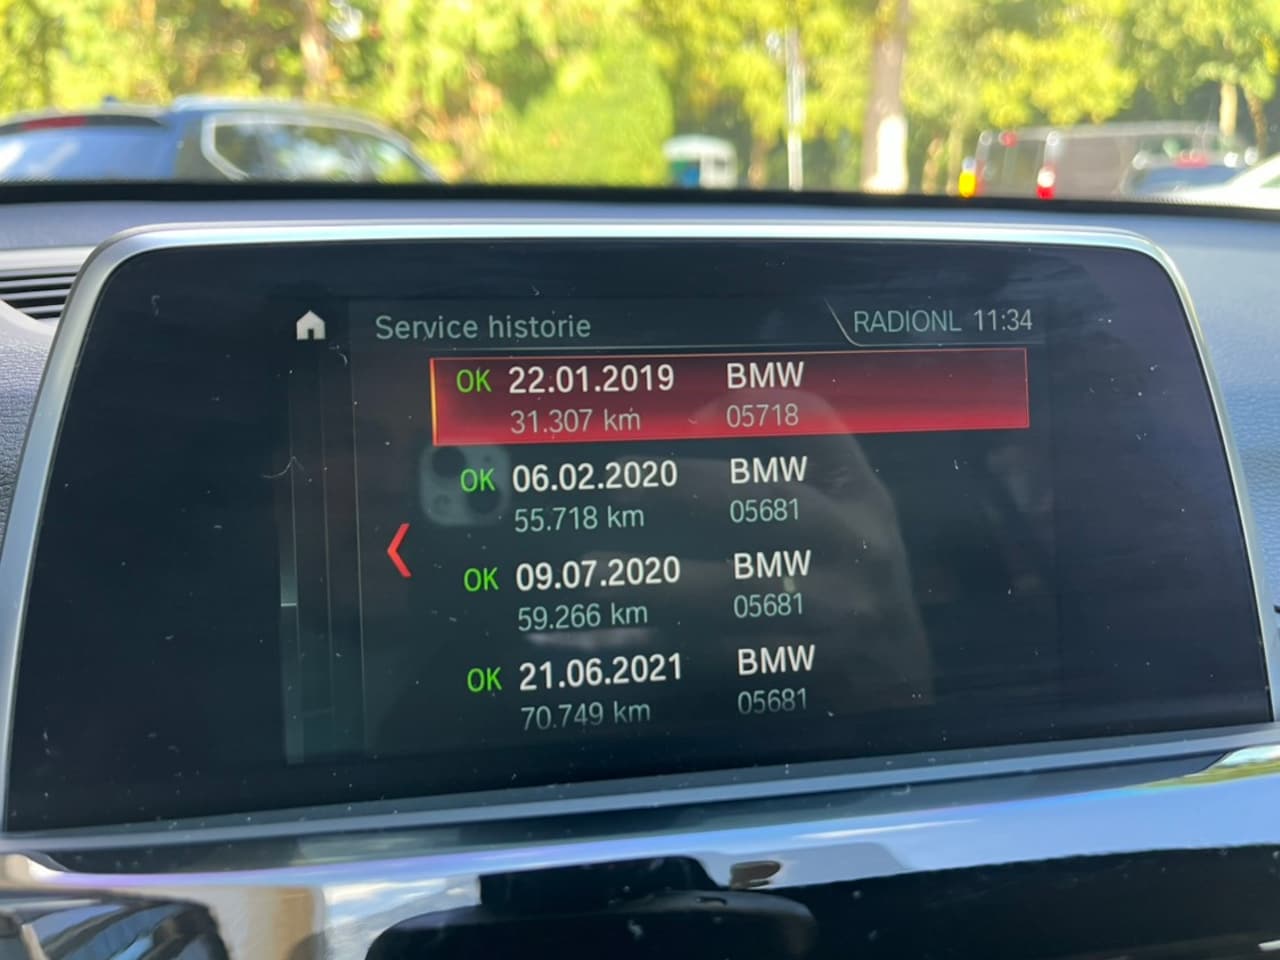 Service historie
RADIONL 11:34
OK 22.01.2019 BMW
31.307 km 05718
OK 06.02.2020 BMW
55.718 km 05681
OK 09.07.2020 BMW
59.266 km 05681
OK 21.06.2021 BMW
70.749 km 05681